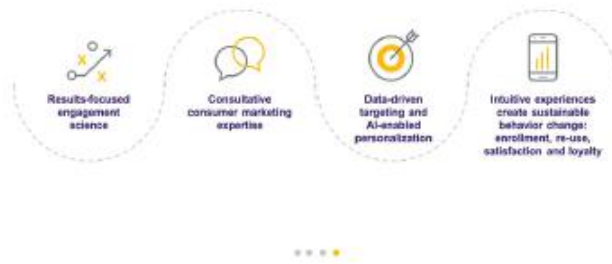 Results-focused
engagement
science
Consultative
consumer marketing
expertise
Data-driven
targeting and
AI-enabled
personalization
Intuitive experiences
create sustainable
behavior change:
enrollment, re-use,
satisfaction and loyalty